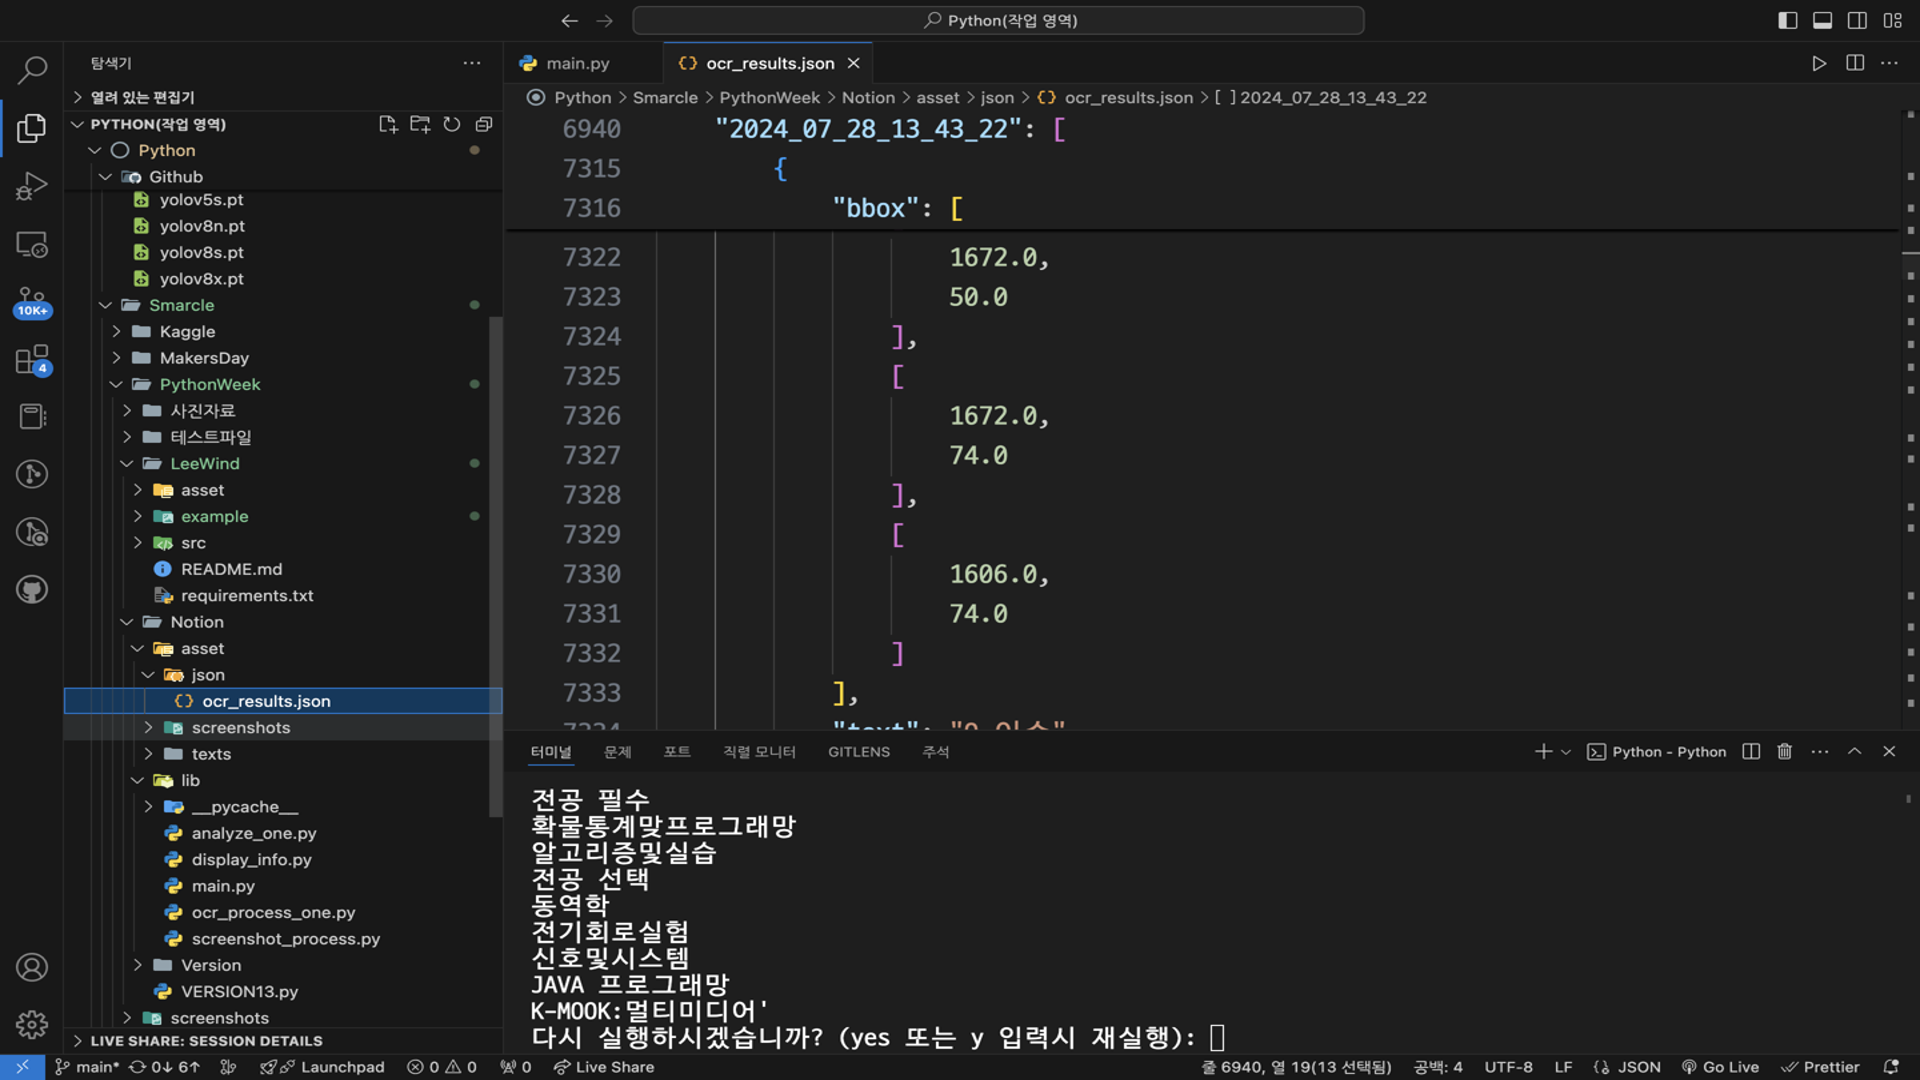 Python(작업 영역)
탐색기
main.py
ocr_results.json
열려 있는 편집기
Python > Smarcle > PythonWeek > Notion > asset > json > {} ocr_results.json > [ ] 2024_07_28_13_43_22
PYTHON(작업 영역)
Python
Github
yolov5s.pt
yolov8n.pt
yolov8s.pt
yolov8x.pt
Smarcle
Kaggle
MakersDay
PythonWeek
사진자료
테스트파일
LeeWind
asset
example
src
README.md
requirements.txt
Notion
asset
json
{} ocr_results.json
screenshots
texts
lib
__pycache__
analyze_one.py
display_info.py
main.py
ocr_process_one.py
screenshot_process.py
Version
VERSION13.py
screenshots
LIVE SHARE: SESSION DETAILS
10K+
4
6940 "2024_07_28_13_43_22": [
7315 {
7316 "bbox": [
7322 1672.0,
7323 50.0
7324 ],
7325 [
7326 1672.0,
7327 74.0
7328 ],
7329 [
7330 1606.0,
7331 74.0
7332 ]
7333 ],
터미널 문제 포트 직렬 모니터 GITLENS 주석
Python - Python
전공 필수
확물통계맞프로그래망
알고리증및실습
전공 선택
동역학
전기회로실험
신호및시스템
JAVA 프로그래망
K-MOOK:멀티미디어'
다시 실행하시겠습니까? (yes 또는 y 입력시 재실행):
main* 0↓ 6↑ Launchpad 0 0 0 Live Share
줄 6940, 열 19(13 선택됨) 공백: 4 UTF-8 LF {} JSON Go Live Prettier